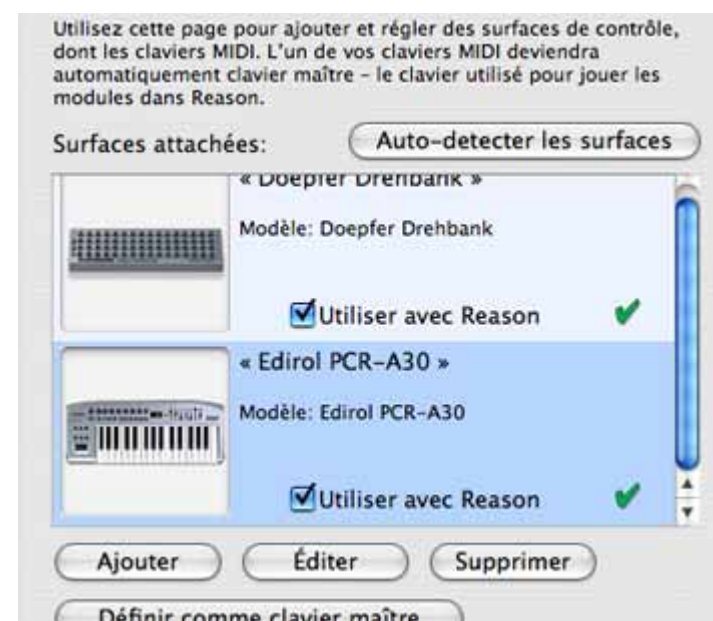 Utilisez cette page pour ajouter et régler des surfaces de contrôle,
dont les claviers MIDI. L'un de vos claviers MIDI deviendra
automatiquement clavier maître – le clavier utilisé pour jouer les
modules dans Reason.
Surfaces attachées:
Auto-detecter les surfaces
« Doepfer Drehbank »
Modèle: Doepfer Drehbank
Utiliser avec Reason
« Edirol PCR-A30 »
Modèle: Edirol PCR-A30
Utiliser avec Reason
Ajouter
Éditer
Supprimer
Définir comme clavier maître